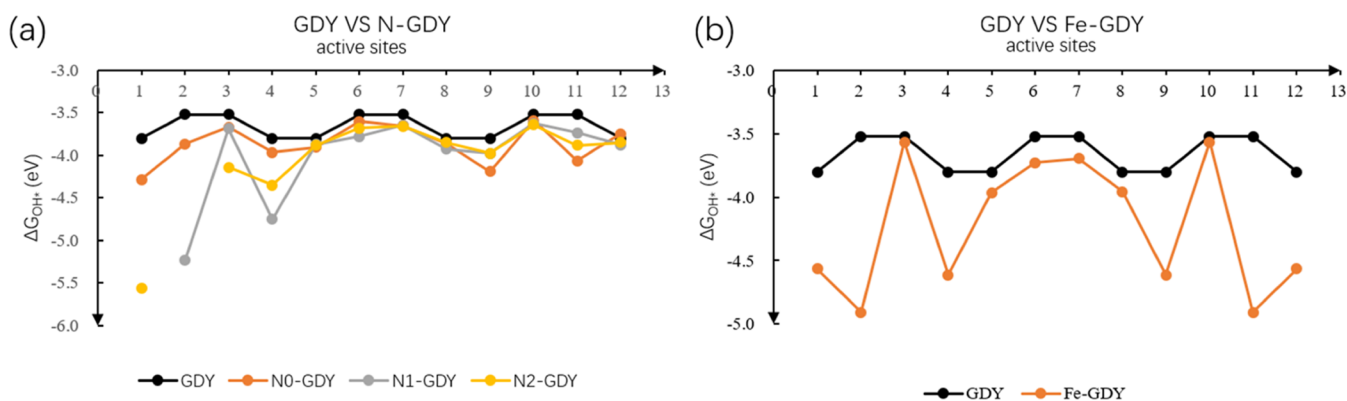 (a)
GDY VS N-GDY
active sites
-3.0
0 1 2 3 4 5 6 7 8 9 10 11 12 13
-3.5
-4.0
-4.5
-5.0
-5.5
-6.0
ΔG_OH* (eV)
GDY N0-GDY N1-GDY N2-GDY
(b)
GDY VS Fe-GDY
active sites
-3.0
0 1 2 3 4 5 6 7 8 9 10 11 12 13
-3.5
-4.0
-4.5
-5.0
ΔG_OH* (eV)
GDY Fe-GDY